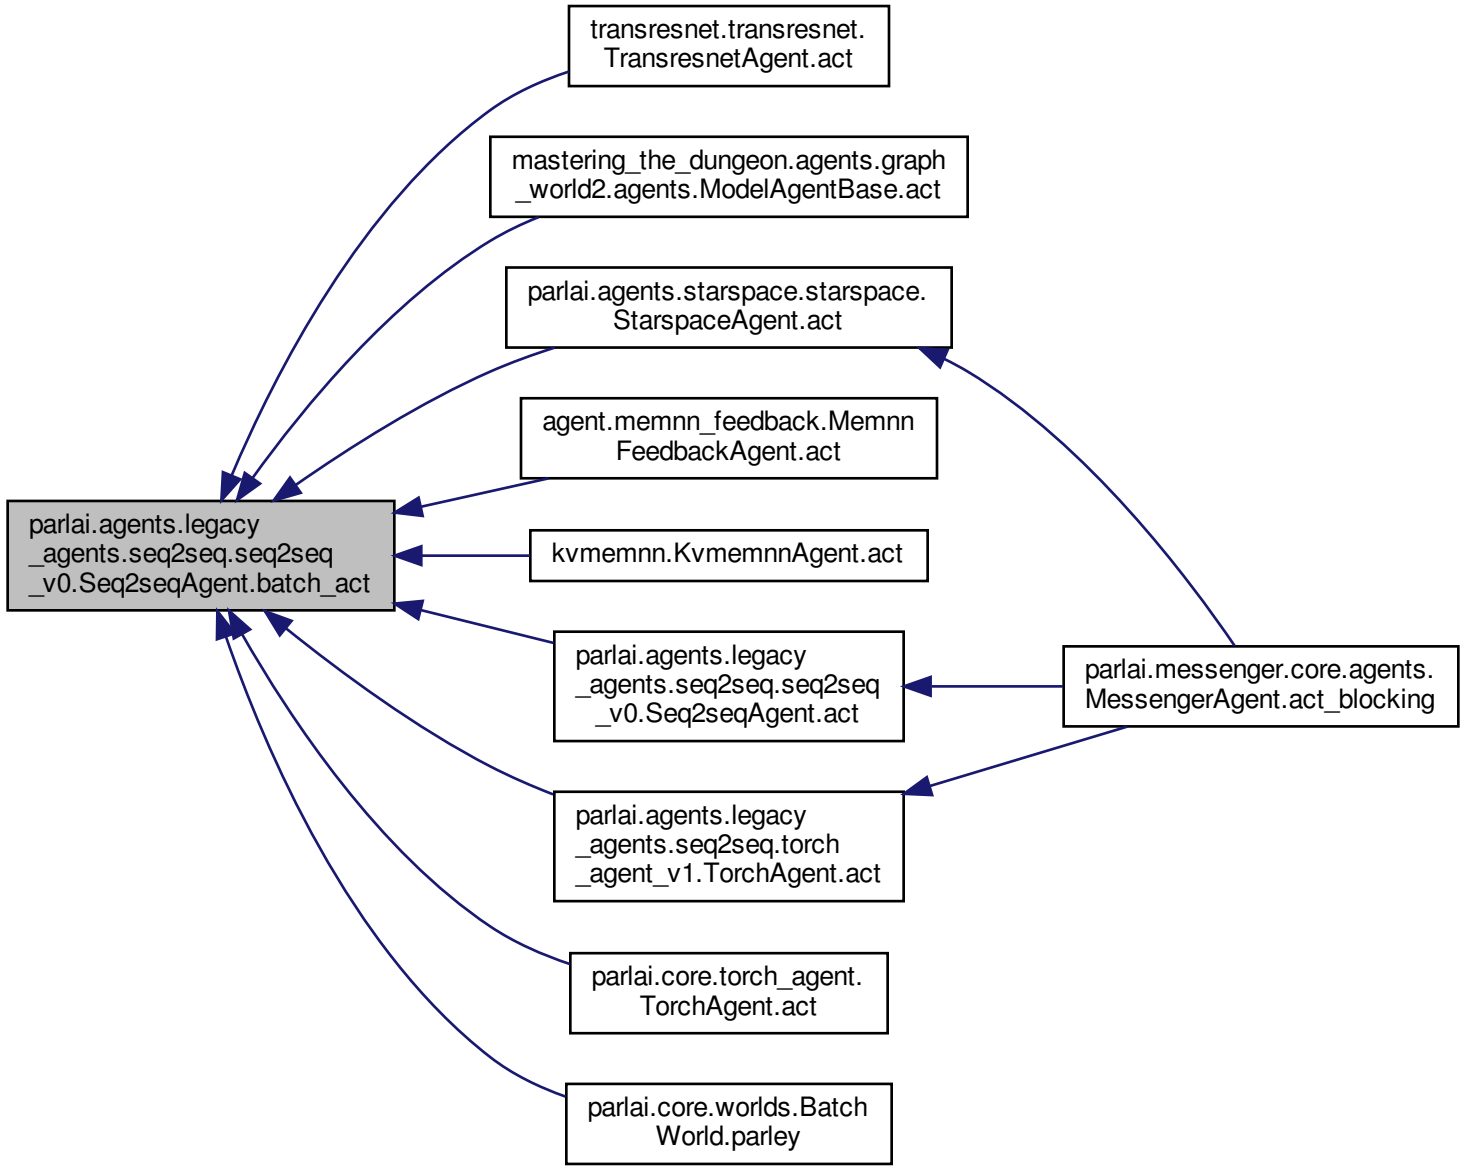 transresnet.transresnet.
TransresnetAgent.act
mastering_the_dungeon.agents.graph
_world2.agents.ModelAgentBase.act
parlai.agents.starspace.starspace.
StarspaceAgent.act
agent.memnn_feedback.Memnn
FeedbackAgent.act
parlai.agents.legacy
_agents.seq2seq.seq2seq
_v0.Seq2seqAgent.batch_act
kvmemnn.KvmemnnAgent.act
parlai.agents.legacy
_agents.seq2seq.seq2seq
_v0.Seq2seqAgent.act
parlai.messenger.core.agents.
MessengerAgent.act_blocking
parlai.agents.legacy
_agents.seq2seq.torch
_agent_v1.TorchAgent.act
parlai.core.torch_agent.
TorchAgent.act
parlai.core.worlds.Batch
World.parley